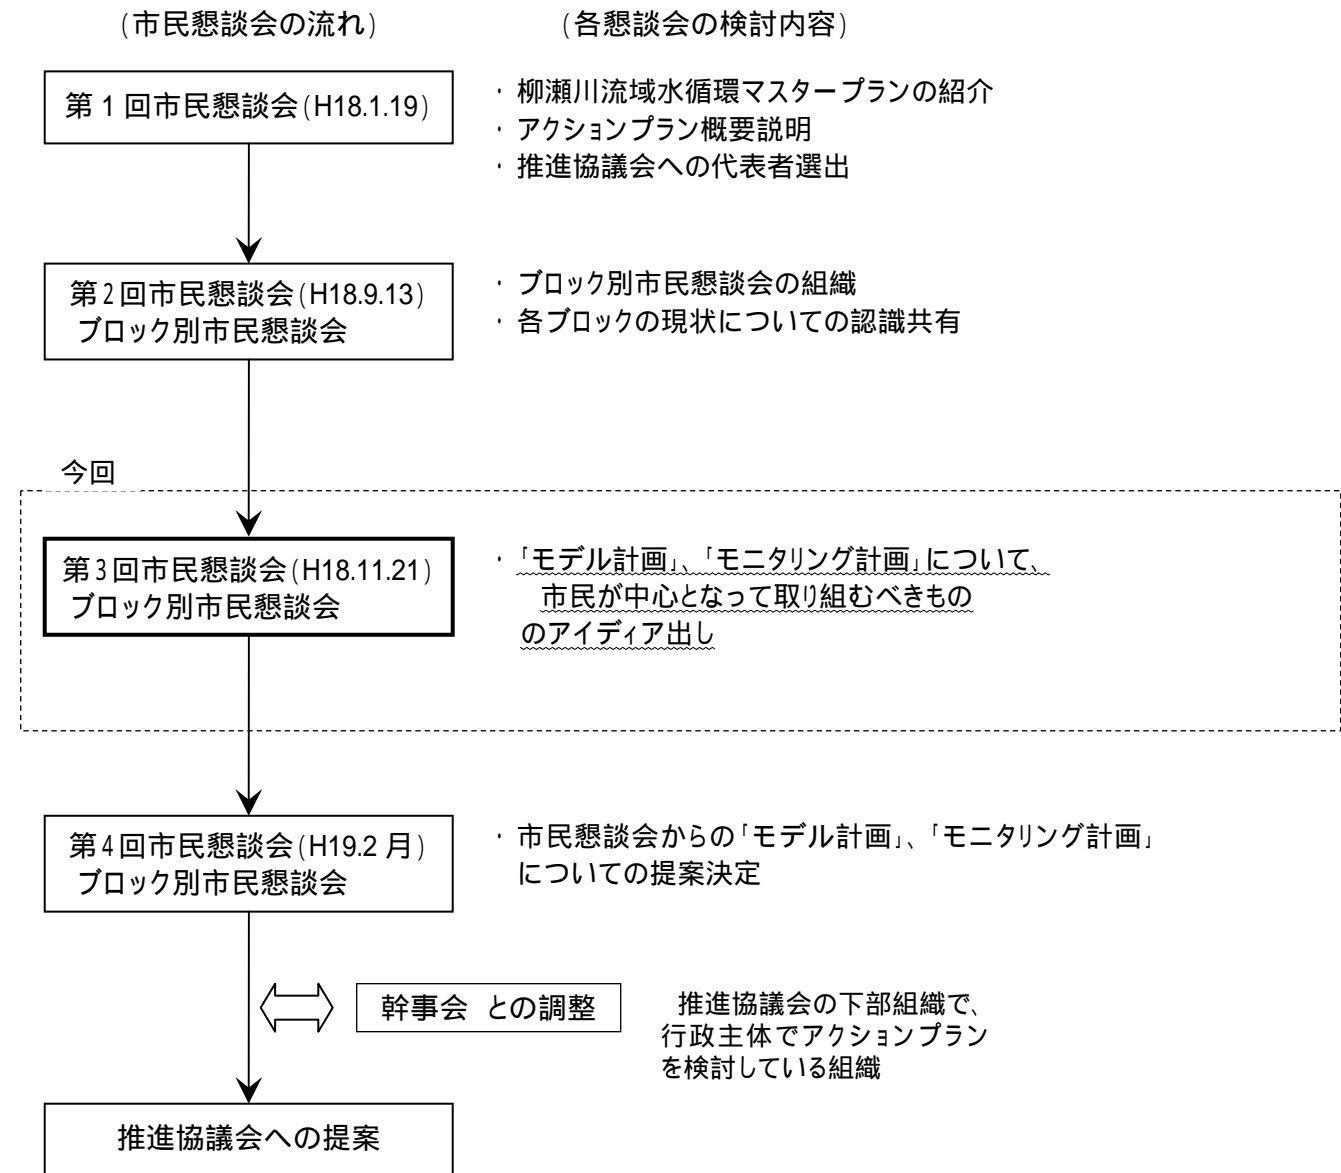 (市民懇談会の流れ)
(各懇談会の検討内容)
第1回市民懇談会(H18.1.19)
・柳瀬川流域水循環マスタープランの紹介
・アクションプラン概要説明
・推進協議会への代表者選出
第2回市民懇談会(H18.9.13)
ブロック別市民懇談会
・ブロック別市民懇談会の組織
・各ブロックの現状についての認識共有
今回
第3回市民懇談会(H18.11.21)
ブロック別市民懇談会
・「モデル計画」、「モニタリング計画」について、
市民が中心となって取り組むべきもの
のアイディア出し
第4回市民懇談会(H19.2月)
ブロック別市民懇談会
・市民懇談会からの「モデル計画」、「モニタリング計画」
についての提案決定
幹事会 との調整
推進協議会の下部組織で、
行政主体でアクションプラン
を検討している組織
推進協議会への提案